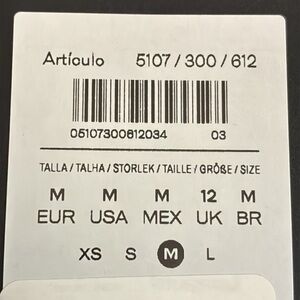 Artículo 5107 / 300 / 612
05107300612034 03
TALLA / TALHA / STORLEK / TAILLE / GRÖßE / SIZE
M M M 12 M
EUR USA MEX UK BR
XS S M L